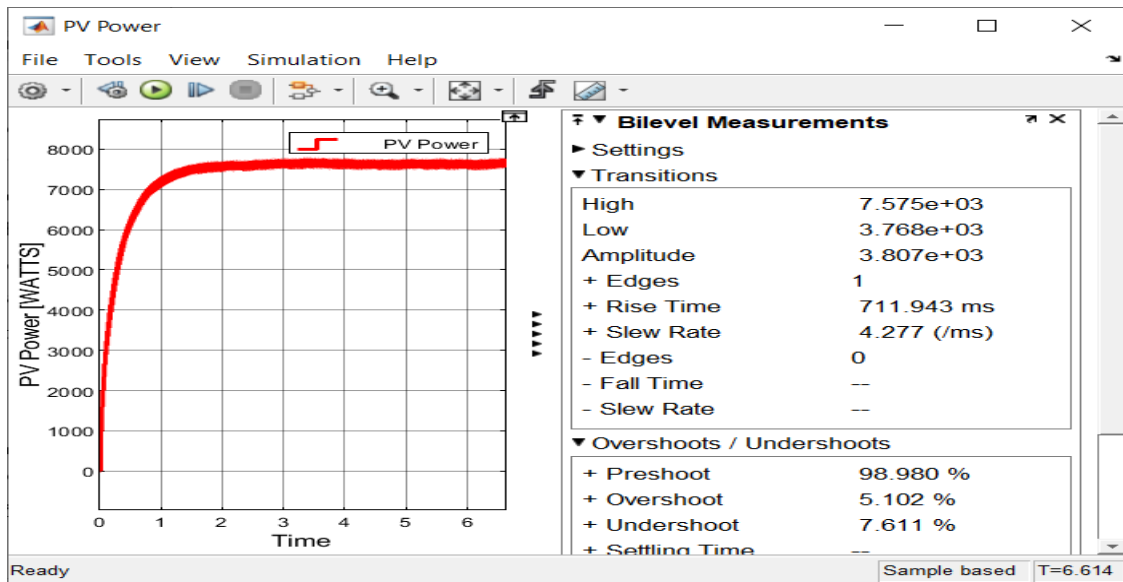 PV Power
File Tools View Simulation Help
PV Power
8000
7000
6000
5000
4000
3000
2000
1000
0
PV Power [WATTS]
0 1 2 3 4 5 6
Time
Bilevel Measurements
Settings
Transitions
High 7.575e+03
Low 3.768e+03
Amplitude 3.807e+03
+ Edges 1
+ Rise Time 711.943 ms
+ Slew Rate 4.277 (/ms)
- Edges 0
- Fall Time --
- Slew Rate --
Overshoots / Undershoots
+ Preshoot 98.980 %
+ Overshoot 5.102 %
+ Undershoot 7.611 %
+ Settling Time --
Ready Sample based T=6.614